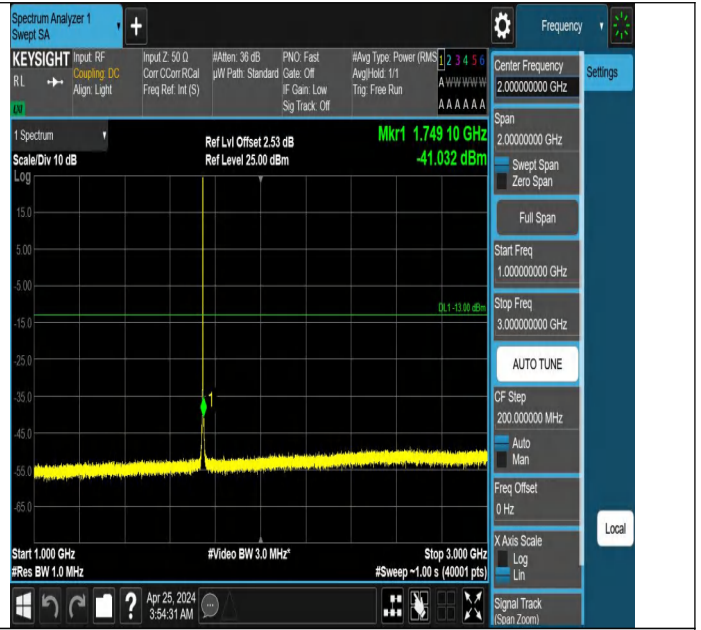 Spectrum Analyzer 1
Swept SA
+
Frequency
KEYSIGHT
RL
Input: RF
Coupling: DC
Align: Light
Input Z: 50 Ω
Corr CCorr RCal
Freq Ref: Int (S)
#Atten: 36 dB
µW Path: Standard
PNO: Fast
Gate: Off
IF Gain: Low
Sig Track: Off
#Avg Type: Power (RMS
Avg|Hold: 1/1
Trig: Free Run
1 2 3 4 5 6
A W W W W W
A A A A A A
LXI
1 Spectrum
Scale/Div 10 dB
Log
Ref Lvl Offset 2.53 dB
Ref Level 25.00 dBm
Mkr1 1.749 10 GHz
-41.032 dBm
15.0
5.00
-5.00
DL1 -13.00 dBm
-15.0
-25.0
-35.0
1
-45.0
-55.0
-65.0
Start 1.000 GHz
#Res BW 1.0 MHz
#Video BW 3.0 MHz*
Stop 3.000 GHz
#Sweep ~1.00 s (40001 pts)
Apr 25, 2024
3:54:31 AM
Center Frequency
2.000000000 GHz
Settings
Span
2.00000000 GHz
Swept Span
Zero Span
Full Span
Start Freq
1.000000000 GHz
Stop Freq
3.000000000 GHz
AUTO TUNE
CF Step
200.000000 MHz
Auto
Man
Freq Offset
0 Hz
Local
X Axis Scale
Log
Lin
Signal Track
(Span Zoom)